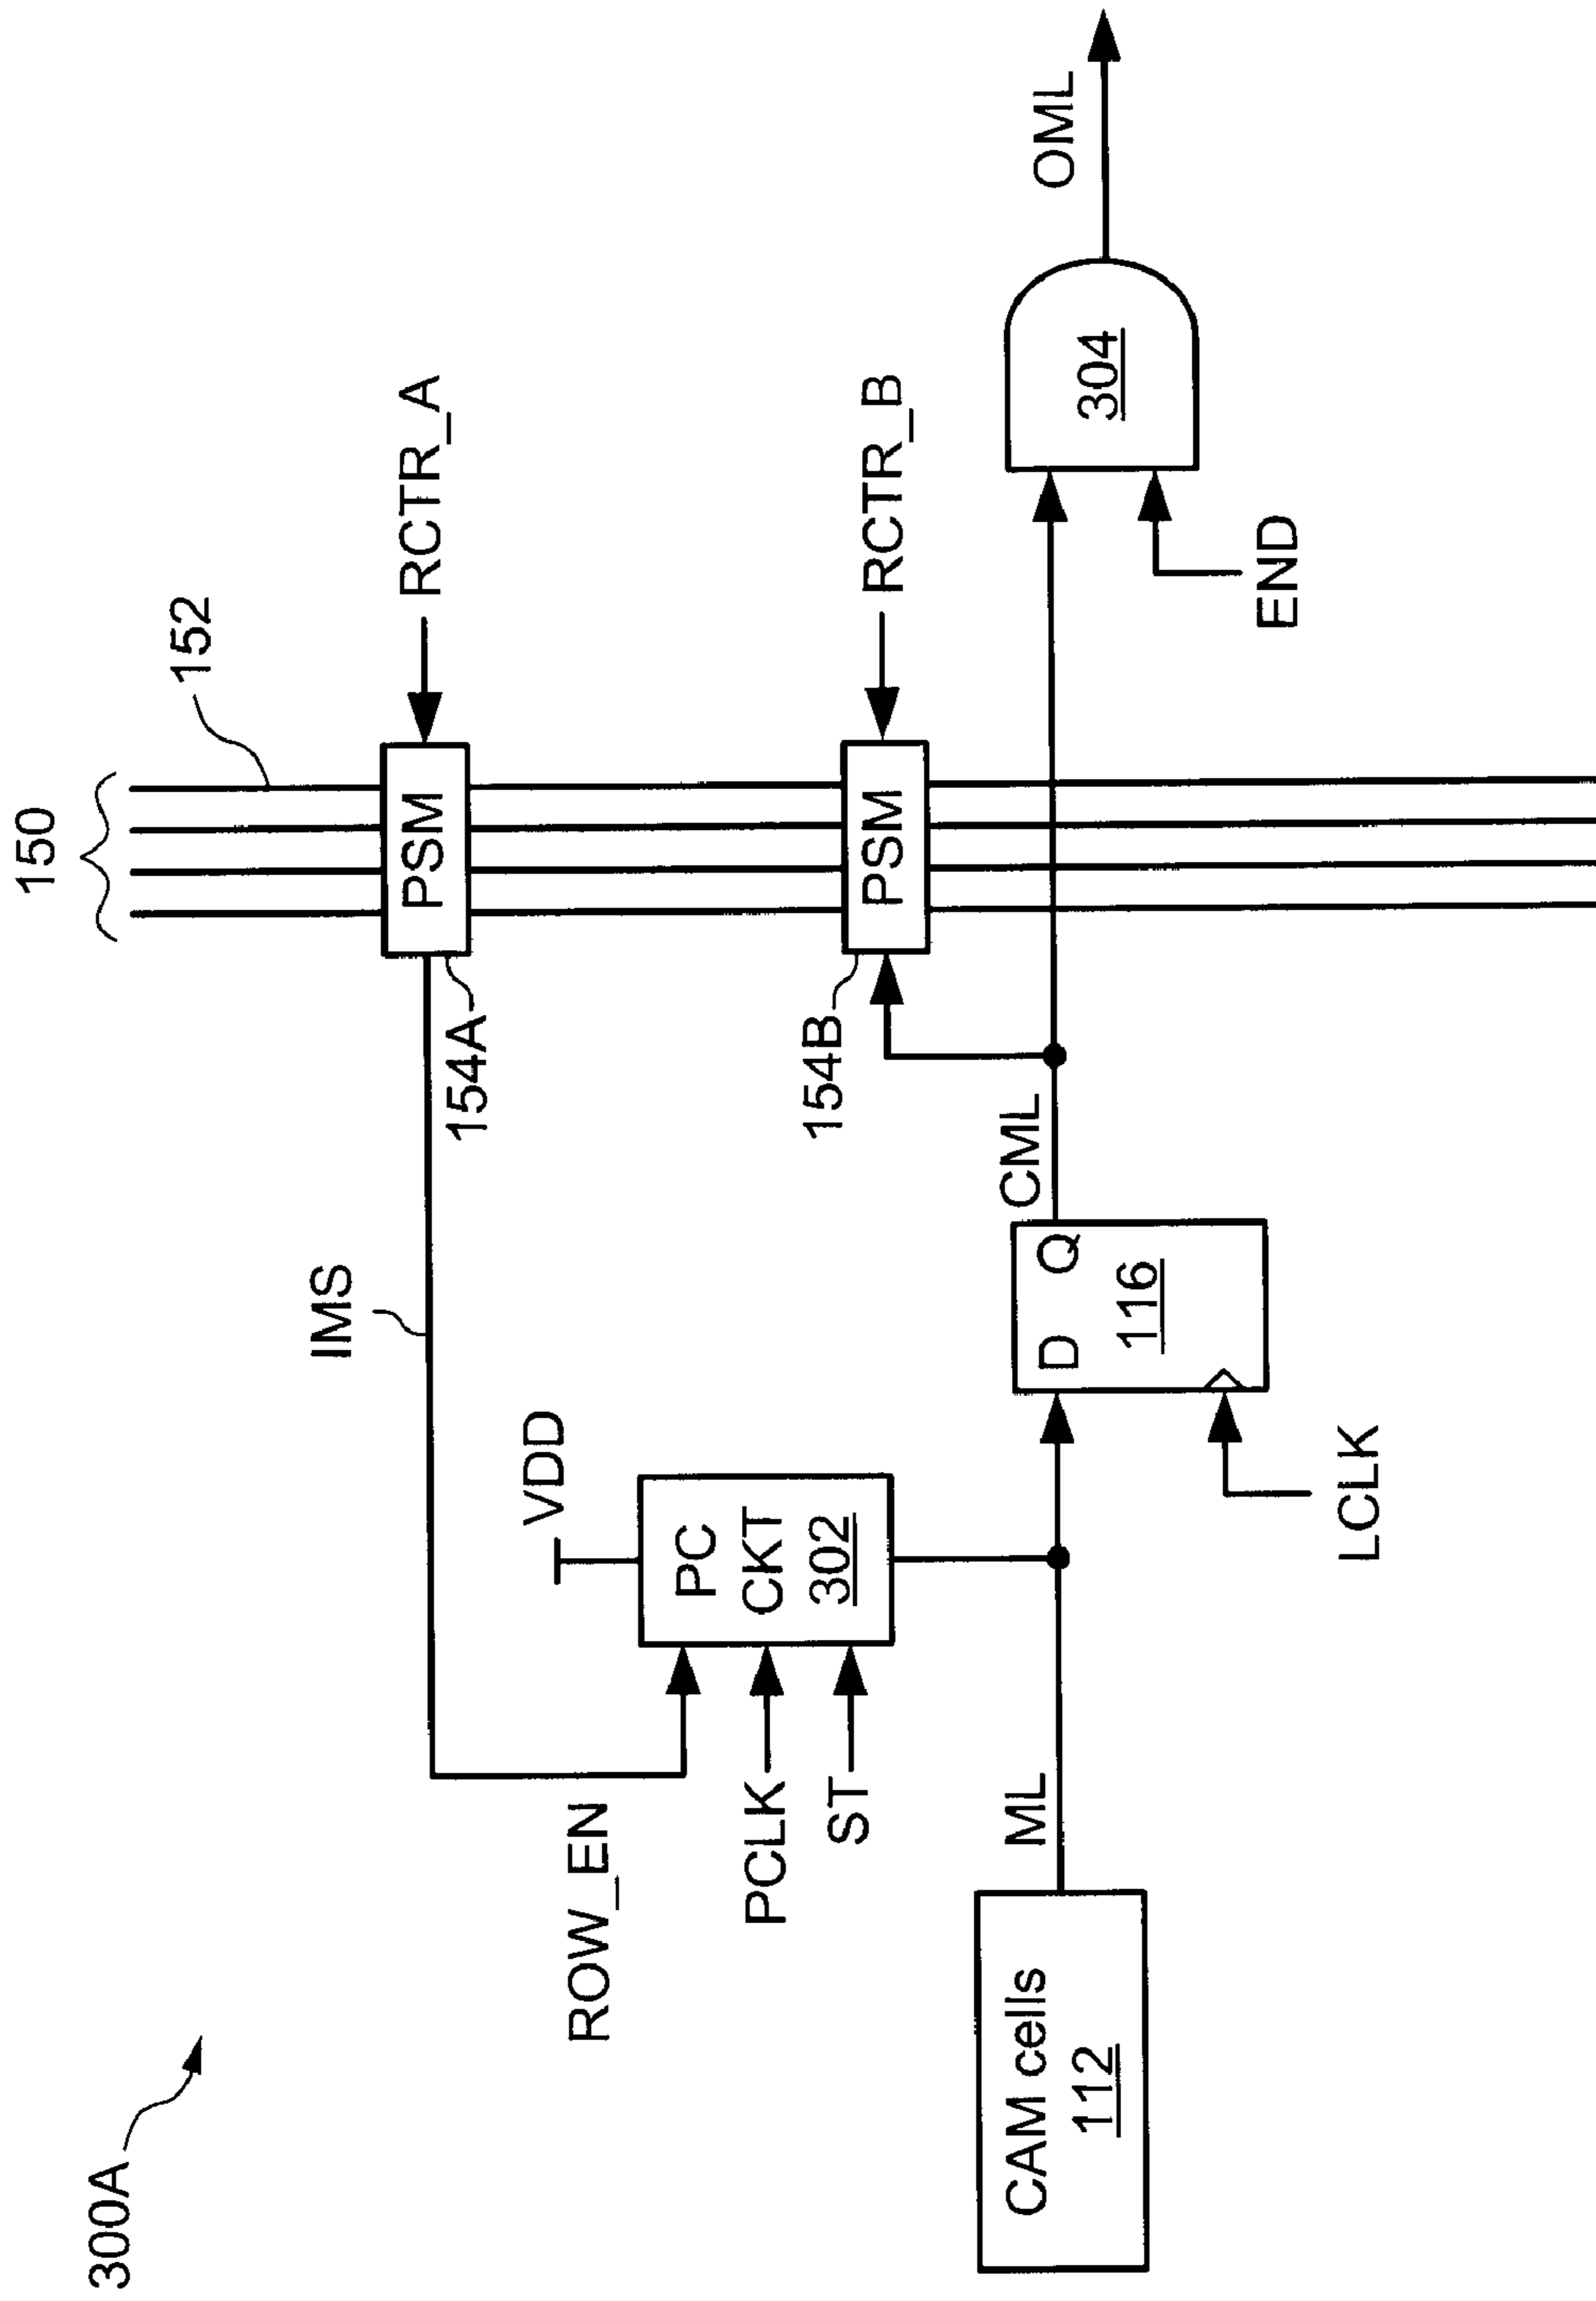 300A
150
152
IMS
PSM
RCTR_A
154A
VDD
ROW_EN
PC
CKT
302
PCLK
ST
154B
PSM
RCTR_B
CAM cells
112
ML
D Q
116
LCLK
CML
304
END
OML